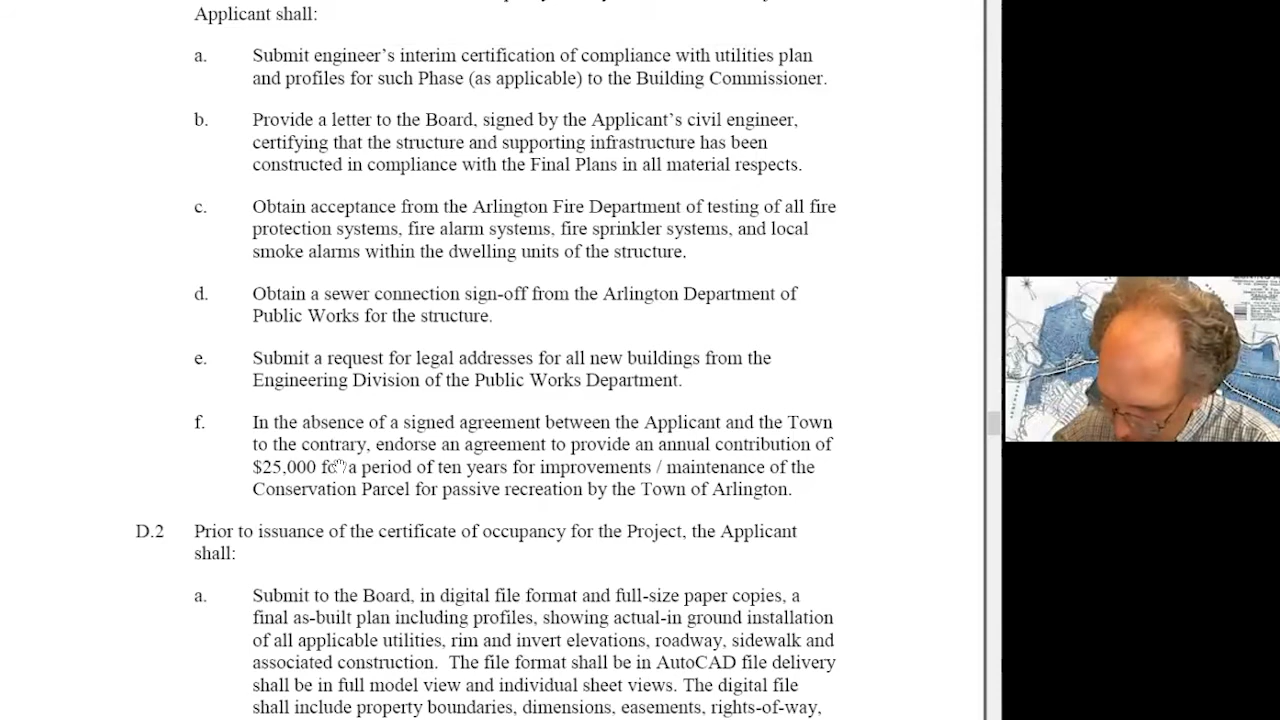 Applicant shall:
a. Submit engineer’s interim certification of compliance with utilities plan
and profiles for such Phase (as applicable) to the Building Commissioner.
b. Provide a letter to the Board, signed by the Applicant’s civil engineer,
certifying that the structure and supporting infrastructure has been
constructed in compliance with the Final Plans in all material respects.
c. Obtain acceptance from the Arlington Fire Department of testing of all fire
protection systems, fire alarm systems, fire sprinkler systems, and local
smoke alarms within the dwelling units of the structure.
d. Obtain a sewer connection sign-off from the Arlington Department of
Public Works for the structure.
e. Submit a request for legal addresses for all new buildings from the
Engineering Division of the Public Works Department.
f. In the absence of a signed agreement between the Applicant and the Town
to the contrary, endorse an agreement to provide an annual contribution of
$25,000 for a period of ten years for improvements / maintenance of the
Conservation Parcel for passive recreation by the Town of Arlington.
D.2 Prior to issuance of the certificate of occupancy for the Project, the Applicant
shall:
a. Submit to the Board, in digital file format and full-size paper copies, a
final as-built plan including profiles, showing actual-in ground installation
of all applicable utilities, rim and invert elevations, roadway, sidewalk and
associated construction. The file format shall be in AutoCAD file delivery
shall be in full model view and individual sheet views. The digital file
shall include property boundaries, dimensions, easements, rights-of-way,